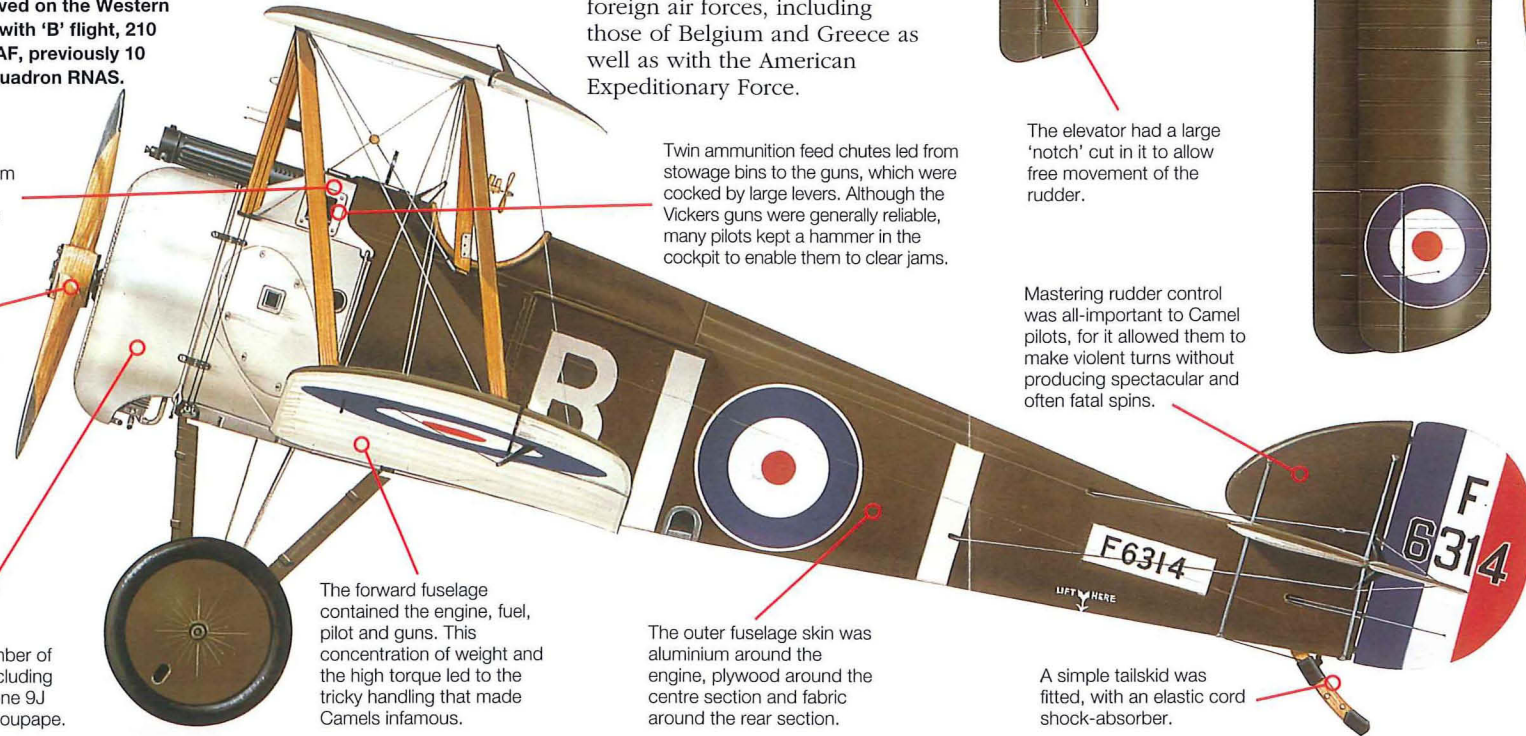 ved on the Western
with ‘B’ flight, 210
AF, previously 10
uadron RNAS.
foreign air forces, including
those of Belgium and Greece as
well as with the American
Expeditionary Force.
m
Twin ammunition feed chutes led from
stowage bins to the guns, which were
cocked by large levers. Although the
Vickers guns were generally reliable,
many pilots kept a hammer in the
cockpit to enable them to clear jams.
The elevator had a large
‘notch’ cut in it to allow
free movement of the
rudder.
Mastering rudder control
was all-important to Camel
pilots, for it allowed them to
make violent turns without
producing spectacular and
often fatal spins.
B
F6314
LIFT HERE
F
6314
nber of
cluding
ne 9J
oupape.
The forward fuselage
contained the engine, fuel,
pilot and guns. This
concentration of weight and
the high torque led to the
tricky handling that made
Camels infamous.
The outer fuselage skin was
aluminium around the
engine, plywood around the
centre section and fabric
around the rear section.
A simple tailskid was
fitted, with an elastic cord
shock-absorber.